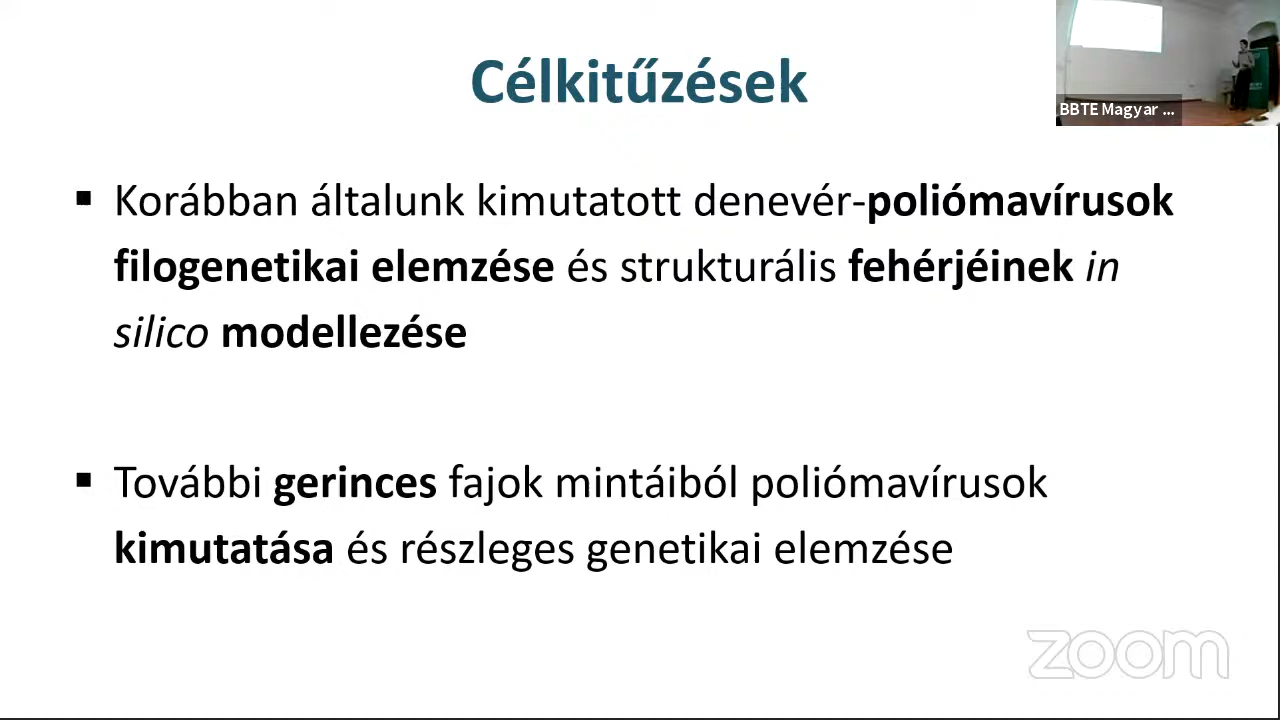 Célkitűzések
BBTE Magyar ...
▪ Korábban általunk kimutatott denevér-poliómavírusok
filogenetikai elemzése és strukturális fehérjéinek in
silico modellezése
▪ További gerinces fajok mintáiból poliómavírusok
kimutatása és részleges genetikai elemzése
zoom